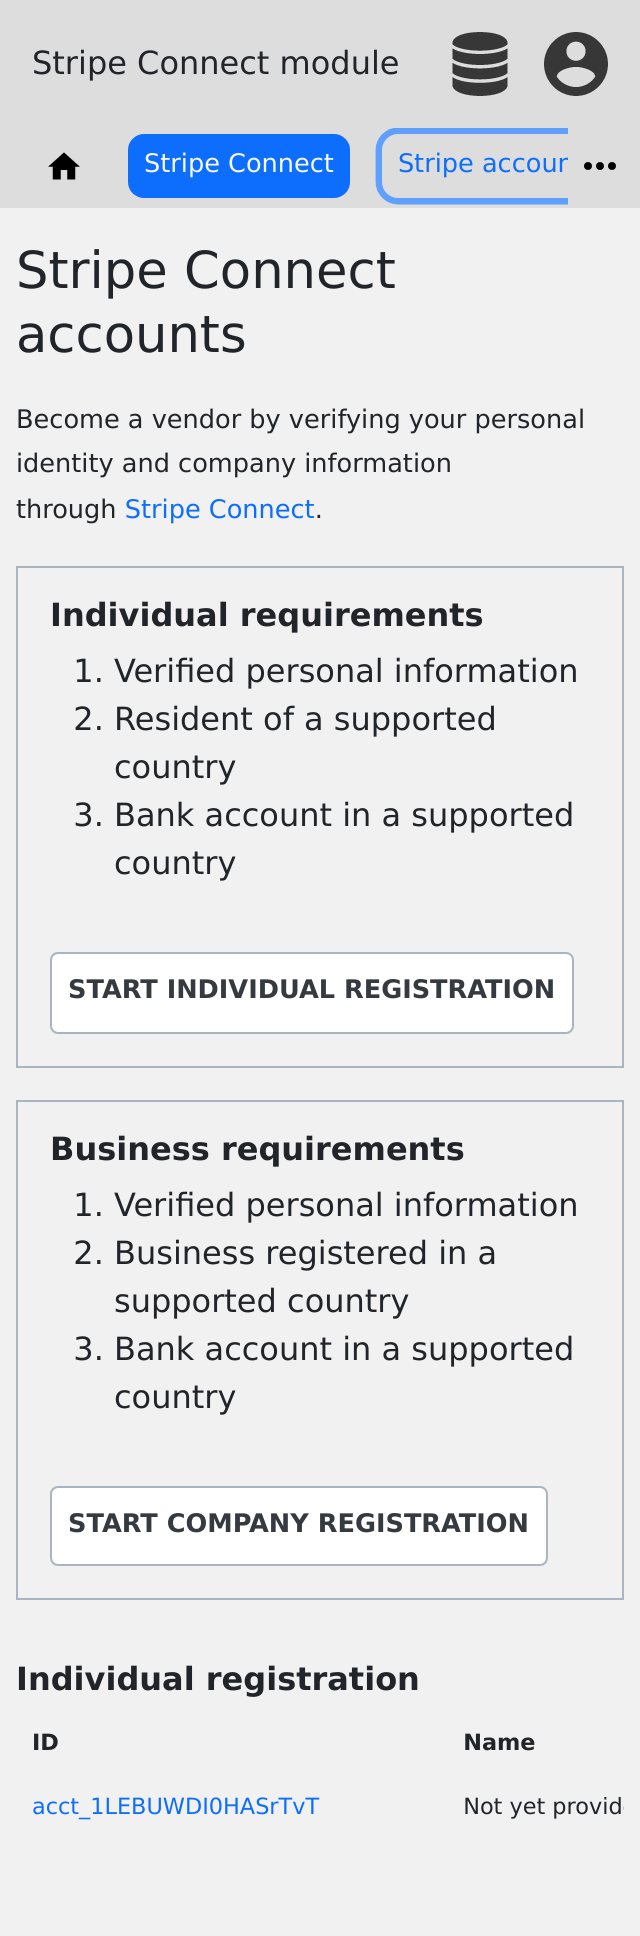 Stripe Connect module
Stripe Connect
Stripe accour
Stripe Connect
accounts
Become a vendor by verifying your personal
identity and company information
through Stripe Connect.
Individual requirements
1. Verified personal information
2. Resident of a supported
country
3. Bank account in a supported
country
START INDIVIDUAL REGISTRATION
Business requirements
1. Verified personal information
2. Business registered in a
supported country
3. Bank account in a supported
country
START COMPANY REGISTRATION
Individual registration
ID Name
acct_1LEBUWDI0HASrTvT Not yet provid